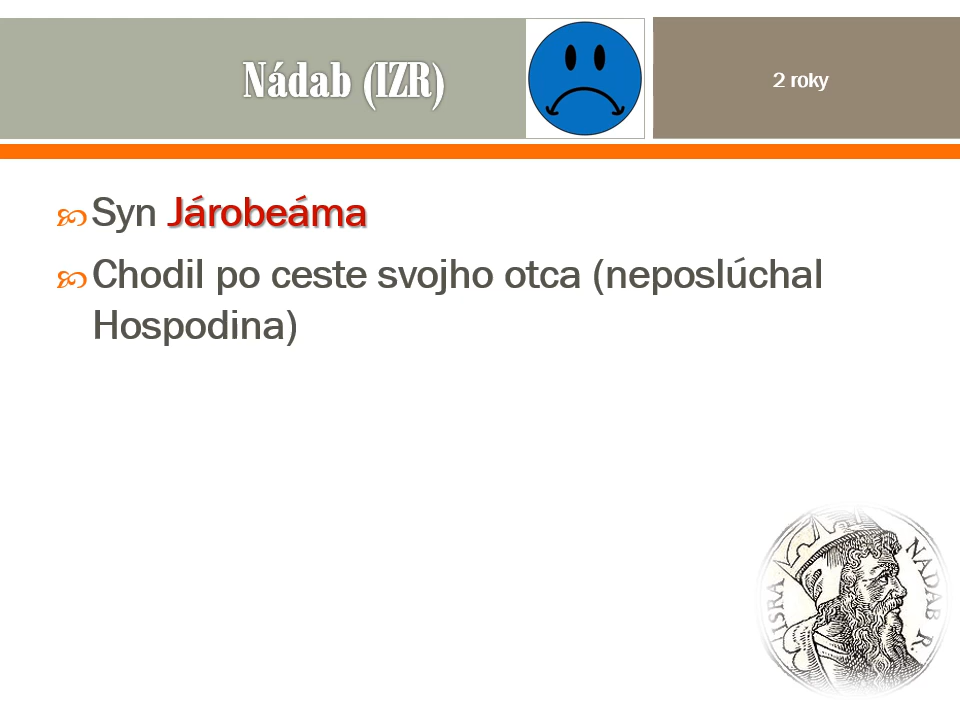 Nádab (IZR)
2 roky
Syn Járobeáma
Chodil po ceste svojho otca (neposlúchal
Hospodina)
NADAB R.